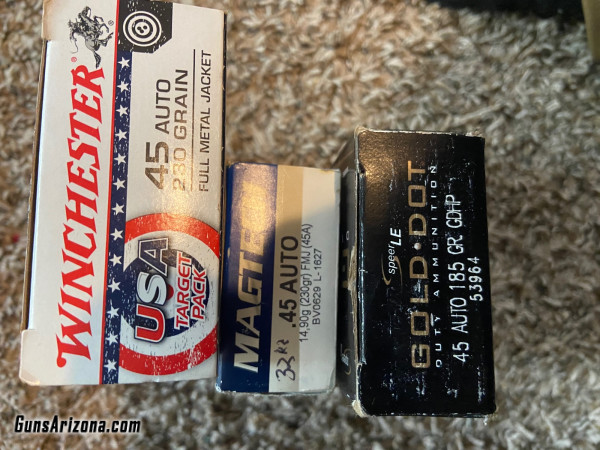 WINCHESTER
45 AUTO
230 GRAIN
FULL METAL JACKET
USA
TARGET
PACK
MAGTECH
.45 AUTO
14,90g (230gr) FMJ (45A)
BV0629 L-1627
33
speer LE
GOLD DOT
DUTY AMMUNITION
45 AUTO 185 GR. GDHP
53964
GunsArizona.com